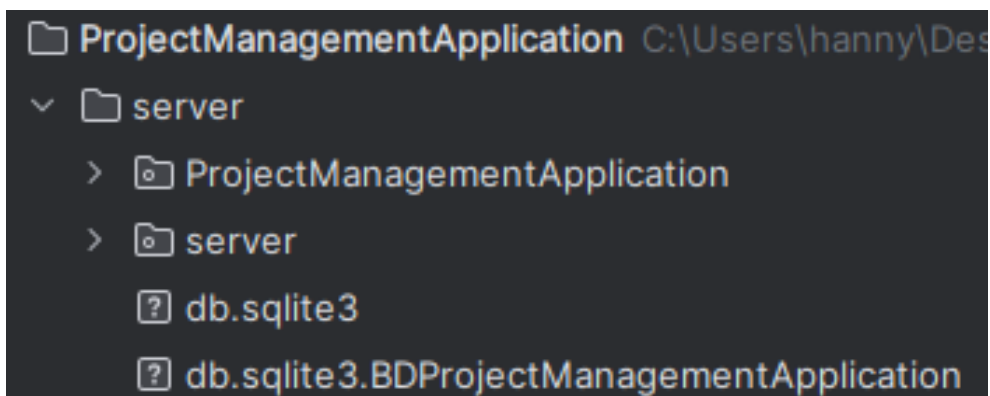 ProjectManagementApplication C:\Users\hanny\Des
server
ProjectManagementApplication
server
db.sqlite3
db.sqlite3.BDProjectManagementApplication